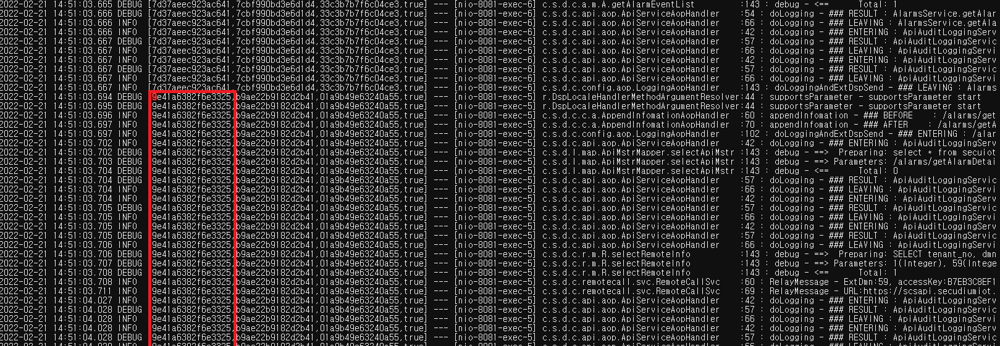 2022-02-21 14:51:03.665 DEBUG [7d37aeec923ac641,7cbf990bd3e6d1d4,33c3b7b7f6c04ce3,true] --- [nio-8081-exec-6] c.s.d.c.a.m.A.getAlarmEventList :143 : debug - <== Total: 1
2022-02-21 14:51:03.666 INFO [7d37aeec923ac641,7cbf990bd3e6d1d4,33c3b7b7f6c04ce3,true] --- [nio-8081-exec-6] c.s.d.c.api.aop.ApiServiceAopHandler :54 : doLogging - ### RESULT : AlarmsService.getAlar
2022-02-21 14:51:03.666 INFO [7d37aeec923ac641,7cbf990bd3e6d1d4,33c3b7b7f6c04ce3,true] --- [nio-8081-exec-6] c.s.d.c.api.aop.ApiServiceAopHandler :66 : doLogging - ### LEAVING : AlarmsService.getAla
2022-02-21 14:51:03.666 INFO [7d37aeec923ac641,7cbf990bd3e6d1d4,33c3b7b7f6c04ce3,true] --- [nio-8081-exec-6] c.s.d.c.api.aop.ApiServiceAopHandler :42 : doLogging - ### ENTERING : ApiAuditLoggingServ
2022-02-21 14:51:03.667 DEBUG [7d37aeec923ac641,7cbf990bd3e6d1d4,33c3b7b7f6c04ce3,true] --- [nio-8081-exec-6] c.s.d.c.api.aop.ApiServiceAopHandler :57 : doLogging - ### RESULT : ApiAuditLoggingServic
2022-02-21 14:51:03.667 INFO [7d37aeec923ac641,7cbf990bd3e6d1d4,33c3b7b7f6c04ce3,true] --- [nio-8081-exec-6] c.s.d.c.api.aop.ApiServiceAopHandler :66 : doLogging - ### LEAVING : ApiAuditLoggingServi
2022-02-21 14:51:03.667 INFO [7d37aeec923ac641,7cbf990bd3e6d1d4,33c3b7b7f6c04ce3,true] --- [nio-8081-exec-6] c.s.d.c.api.aop.ApiServiceAopHandler :42 : doLogging - ### ENTERING : ApiAuditLoggingServ
2022-02-21 14:51:03.667 DEBUG [7d37aeec923ac641,7cbf990bd3e6d1d4,33c3b7b7f6c04ce3,true] --- [nio-8081-exec-6] c.s.d.c.api.aop.ApiServiceAopHandler :57 : doLogging - ### RESULT : ApiAuditLoggingServic
2022-02-21 14:51:03.667 INFO [7d37aeec923ac641,7cbf990bd3e6d1d4,33c3b7b7f6c04ce3,true] --- [nio-8081-exec-6] c.s.d.c.api.aop.ApiServiceAopHandler :66 : doLogging - ### LEAVING : ApiAuditLoggingServi
2022-02-21 14:51:03.667 INFO [7d37aeec923ac641,7cbf990bd3e6d1d4,33c3b7b7f6c04ce3,true] --- [nio-8081-exec-6] c.s.d.c.config.aop.LoggingAopHandler :143 : doLoggingAndExtDspSend - ### LEAVING : Alarms
2022-02-21 14:51:03.694 DEBUG [9e41a6382f6e3325,b9ae22b9182d2b41,01a9b49e63240a55,true] --- [nio-8081-exec-5] r.DspLocaleHandlerMethodArgumentResolver:44 : supportsParameter - supportsParameter start
2022-02-21 14:51:03.695 DEBUG [9e41a6382f6e3325,b9ae22b9182d2b41,01a9b49e63240a55,true] --- [nio-8081-exec-5] r.DspLocaleHandlerMethodArgumentResolver:44 : supportsParameter - supportsParameter start
2022-02-21 14:51:03.696 INFO [9e41a6382f6e3325,b9ae22b9182d2b41,01a9b49e63240a55,true] --- [nio-8081-exec-5] c.s.d.c.c.a.AppendInfomationAopHandler :60 : appendInfomation - ### BEFORE : /alarms/get
2022-02-21 14:51:03.697 INFO [9e41a6382f6e3325,b9ae22b9182d2b41,01a9b49e63240a55,true] --- [nio-8081-exec-5] c.s.d.c.c.a.AppendInfomationAopHandler :70 : appendInfomation - ### AFTER : /alarms/getA
2022-02-21 14:51:03.697 INFO [9e41a6382f6e3325,b9ae22b9182d2b41,01a9b49e63240a55,true] --- [nio-8081-exec-5] c.s.d.c.config.aop.LoggingAopHandler :102 : doLoggingAndExtDspSend - ### ENTERING : /alar
2022-02-21 14:51:03.702 INFO [9e41a6382f6e3325,b9ae22b9182d2b41,01a9b49e63240a55,true] --- [nio-8081-exec-5] c.s.d.c.api.aop.ApiServiceAopHandler :42 : doLogging - ### ENTERING : ApiAuditLoggingServ
2022-02-21 14:51:03.702 DEBUG [9e41a6382f6e3325,b9ae22b9182d2b41,01a9b49e63240a55,true] --- [nio-8081-exec-5] c.s.d.l.map.ApiMstrMapper.selectApiMstr :143 : debug - ==> Preparing: select * from secuiot
2022-02-21 14:51:03.703 DEBUG [9e41a6382f6e3325,b9ae22b9182d2b41,01a9b49e63240a55,true] --- [nio-8081-exec-5] c.s.d.l.map.ApiMstrMapper.selectApiMstr :143 : debug - ==> Parameters: /alarms/getAlarmDetai
2022-02-21 14:51:03.704 DEBUG [9e41a6382f6e3325,b9ae22b9182d2b41,01a9b49e63240a55,true] --- [nio-8081-exec-5] c.s.d.l.map.ApiMstrMapper.selectApiMstr :143 : debug - <== Total: 0
2022-02-21 14:51:03.704 DEBUG [9e41a6382f6e3325,b9ae22b9182d2b41,01a9b49e63240a55,true] --- [nio-8081-exec-5] c.s.d.c.api.aop.ApiServiceAopHandler :57 : doLogging - ### RESULT : ApiAuditLoggingServic
2022-02-21 14:51:03.704 INFO [9e41a6382f6e3325,b9ae22b9182d2b41,01a9b49e63240a55,true] --- [nio-8081-exec-5] c.s.d.c.api.aop.ApiServiceAopHandler :66 : doLogging - ### LEAVING : ApiAuditLoggingServi
2022-02-21 14:51:03.704 INFO [9e41a6382f6e3325,b9ae22b9182d2b41,01a9b49e63240a55,true] --- [nio-8081-exec-5] c.s.d.c.api.aop.ApiServiceAopHandler :42 : doLogging - ### ENTERING : ApiAuditLoggingServ
2022-02-21 14:51:03.705 DEBUG [9e41a6382f6e3325,b9ae22b9182d2b41,01a9b49e63240a55,true] --- [nio-8081-exec-5] c.s.d.c.api.aop.ApiServiceAopHandler :57 : doLogging - ### RESULT : ApiAuditLoggingServic
2022-02-21 14:51:03.705 INFO [9e41a6382f6e3325,b9ae22b9182d2b41,01a9b49e63240a55,true] --- [nio-8081-exec-5] c.s.d.c.api.aop.ApiServiceAopHandler :66 : doLogging - ### LEAVING : ApiAuditLoggingServi
2022-02-21 14:51:03.705 INFO [9e41a6382f6e3325,b9ae22b9182d2b41,01a9b49e63240a55,true] --- [nio-8081-exec-5] c.s.d.c.api.aop.ApiServiceAopHandler :42 : doLogging - ### ENTERING : ApiAuditLoggingServ
2022-02-21 14:51:03.705 DEBUG [9e41a6382f6e3325,b9ae22b9182d2b41,01a9b49e63240a55,true] --- [nio-8081-exec-5] c.s.d.c.api.aop.ApiServiceAopHandler :57 : doLogging - ### RESULT : ApiAuditLoggingServic
2022-02-21 14:51:03.706 INFO [9e41a6382f6e3325,b9ae22b9182d2b41,01a9b49e63240a55,true] --- [nio-8081-exec-5] c.s.d.c.api.aop.ApiServiceAopHandler :66 : doLogging - ### LEAVING : ApiAuditLoggingServi
2022-02-21 14:51:03.706 DEBUG [9e41a6382f6e3325,b9ae22b9182d2b41,01a9b49e63240a55,true] --- [nio-8081-exec-5] c.s.d.c.r.m.R.selectRemoteInfo :143 : debug - ==> Preparing: SELECT tenant_no, dmn
2022-02-21 14:51:03.707 DEBUG [9e41a6382f6e3325,b9ae22b9182d2b41,01a9b49e63240a55,true] --- [nio-8081-exec-5] c.s.d.c.r.m.R.selectRemoteInfo :143 : debug - ==> Parameters: 1(Integer), 59(Intege
2022-02-21 14:51:03.708 DEBUG [9e41a6382f6e3325,b9ae22b9182d2b41,01a9b49e63240a55,true] --- [nio-8081-exec-5] c.s.d.c.r.m.R.selectRemoteInfo :143 : debug - <== Total: 1
2022-02-21 14:51:03.708 INFO [9e41a6382f6e3325,b9ae22b9182d2b41,01a9b49e63240a55,true] --- [nio-8081-exec-5] c.s.d.c.remotecall.svc.RemoteCallSvc :60 : RelayMessage - ExtDmn:59, accessKey:B7EB3C8EF1
2022-02-21 14:51:03.711 INFO [9e41a6382f6e3325,b9ae22b9182d2b41,01a9b49e63240a55,true] --- [nio-8081-exec-5] c.s.d.c.remotecall.svc.RemoteCallSvc :69 : RelayMessage - URL:https://scsapi.secudiumiot.
2022-02-21 14:51:04.027 INFO [9e41a6382f6e3325,b9ae22b9182d2b41,01a9b49e63240a55,true] --- [nio-8081-exec-5] c.s.d.c.api.aop.ApiServiceAopHandler :42 : doLogging - ### ENTERING : ApiAuditLoggingServ
2022-02-21 14:51:04.028 DEBUG [9e41a6382f6e3325,b9ae22b9182d2b41,01a9b49e63240a55,true] --- [nio-8081-exec-5] c.s.d.c.api.aop.ApiServiceAopHandler :57 : doLogging - ### RESULT : ApiAuditLoggingServic
2022-02-21 14:51:04.028 INFO [9e41a6382f6e3325,b9ae22b9182d2b41,01a9b49e63240a55,true] --- [nio-8081-exec-5] c.s.d.c.api.aop.ApiServiceAopHandler :66 : doLogging - ### LEAVING : ApiAuditLoggingServi
2022-02-21 14:51:04.028 INFO [9e41a6382f6e3325,b9ae22b9182d2b41,01a9b49e63240a55,true] --- [nio-8081-exec-5] c.s.d.c.api.aop.ApiServiceAopHandler :42 : doLogging - ### ENTERING : ApiAuditLoggingServ
2022-02-21 14:51:04.028 DEBUG [9e41a6382f6e3325,b9ae22b9182d2b41,01a9b49e63240a55,true] --- [nio-8081-exec-5] c.s.d.c.api.aop.ApiServiceAopHandler :57 : doLogging - ### RESULT : ApiAuditLoggingServic